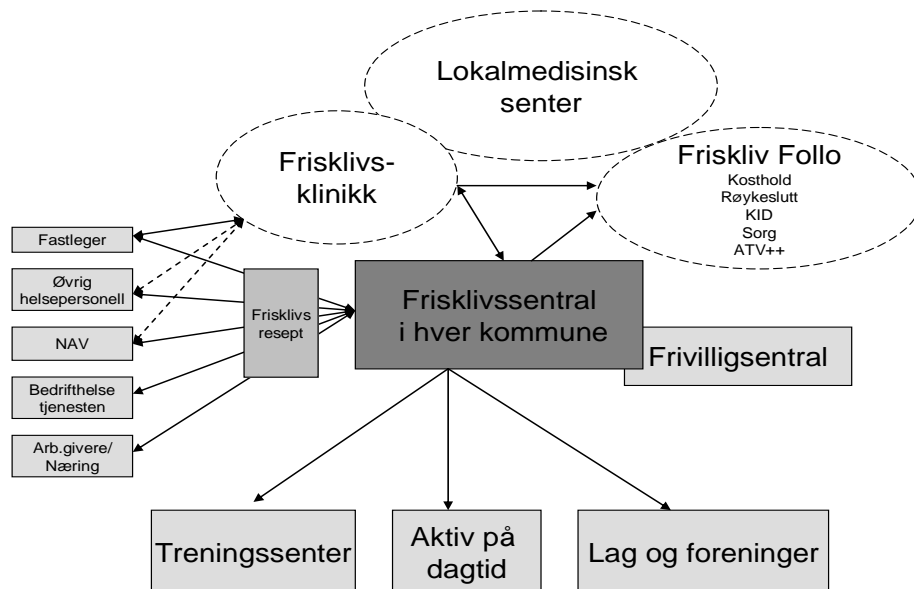 Lokalmedisinsk
senter
Frisklivs-
klinikk
Friskliv Follo
Kosthold
Røykeslutt
KID
Sorg
ATV++
Fastleger
Øvrig
helsepersonell
NAV
Bedrifthelse
tjenesten
Arb.givere/
Næring
Frisklivs
resept
Frisklivssentral
i hver kommune
Frivilligsentral
Treningssenter
Aktiv på
dagtid
Lag og foreninger